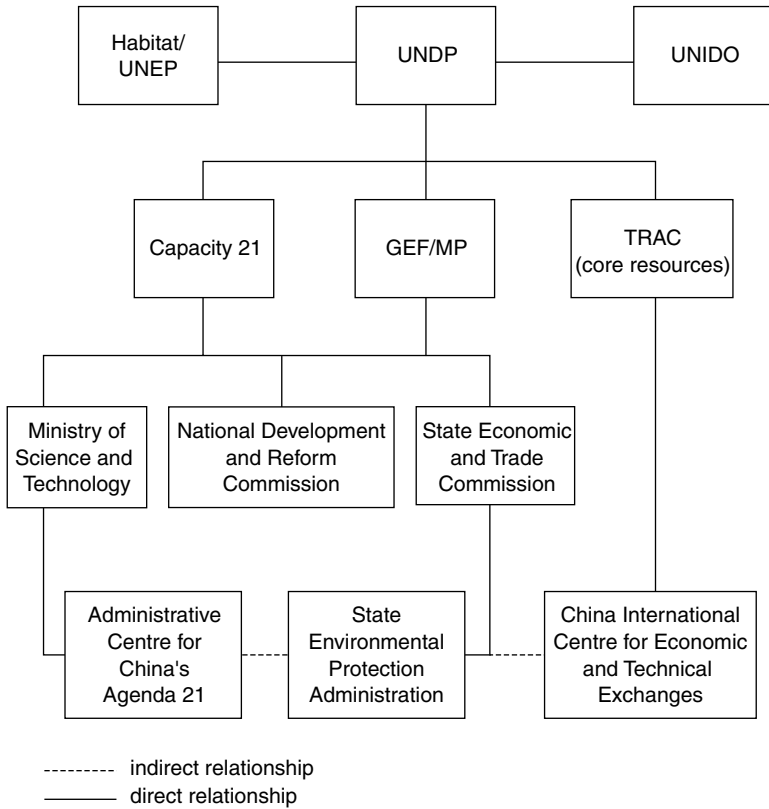 Habitat/
UNEP
UNDP
UNIDO
Capacity 21
GEF/MP
TRAC
(core resources)
Ministry of
Science and
Technology
National Development
and Reform
Commission
State Economic
and Trade
Commission
Administrative
Centre for
China's
Agenda 21
State
Environmental
Protection
Administration
China International
Centre for Economic
and Technical
Exchanges
indirect relationship
direct relationship